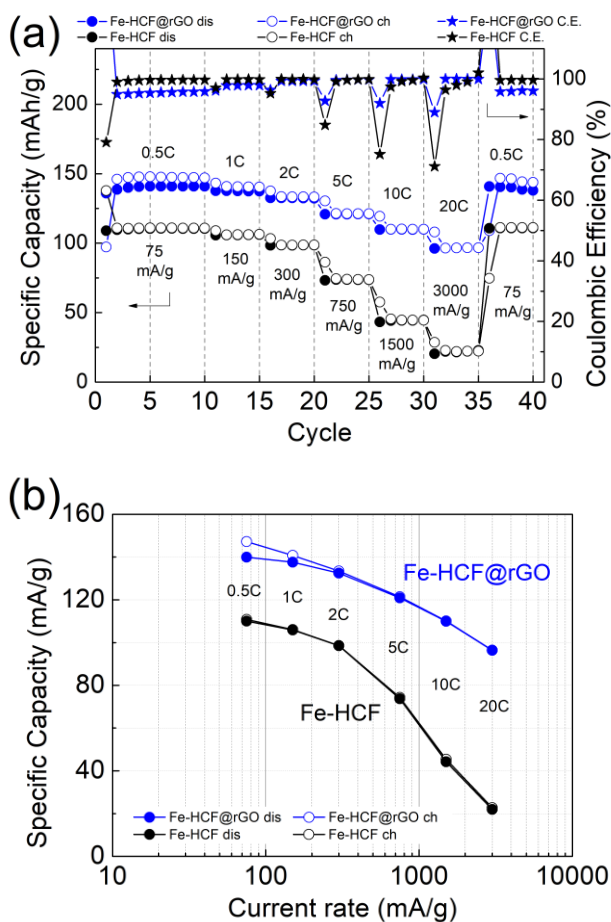 (a)
Fe-HCF@rGO dis Fe-HCF@rGO ch Fe-HCF@rGO C.E.
Fe-HCF dis Fe-HCF ch Fe-HCF C.E.
Specific Capacity (mAh/g)
200
150
100
50
0
0.5C 1C 2C 5C 10C 20C 0.5C
75 mA/g
150 mA/g
300 mA/g
750 mA/g
1500 mA/g
3000 mA/g
75 mA/g
100
80
60
40
20
0
Coulombic Efficiency (%)
0 5 10 15 20 25 30 35 40
Cycle
(b)
Specific Capacity (mA/g)
160
120
80
40
0
Fe-HCF@rGO
0.5C
1C
2C
5C
10C
20C
Fe-HCF
Fe-HCF@rGO dis Fe-HCF@rGO ch
Fe-HCF dis Fe-HCF ch
10 100 1000 10000
Current rate (mA/g)